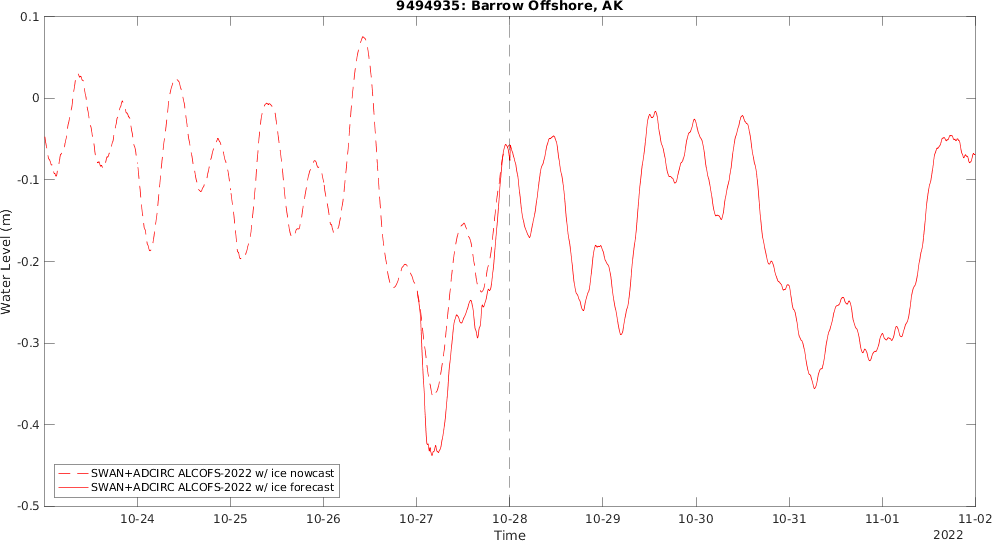 9494935: Barrow Offshore, AK
0.1
0
-0.1
-0.2
-0.3
-0.4
-0.5
Water Level (m)
SWAN+ADCIRC ALCOFS-2022 w/ ice nowcast
SWAN+ADCIRC ALCOFS-2022 w/ ice forecast
10-24 10-25 10-26 10-27 10-28 10-29 10-30 10-31 11-01 11-02
Time
2022